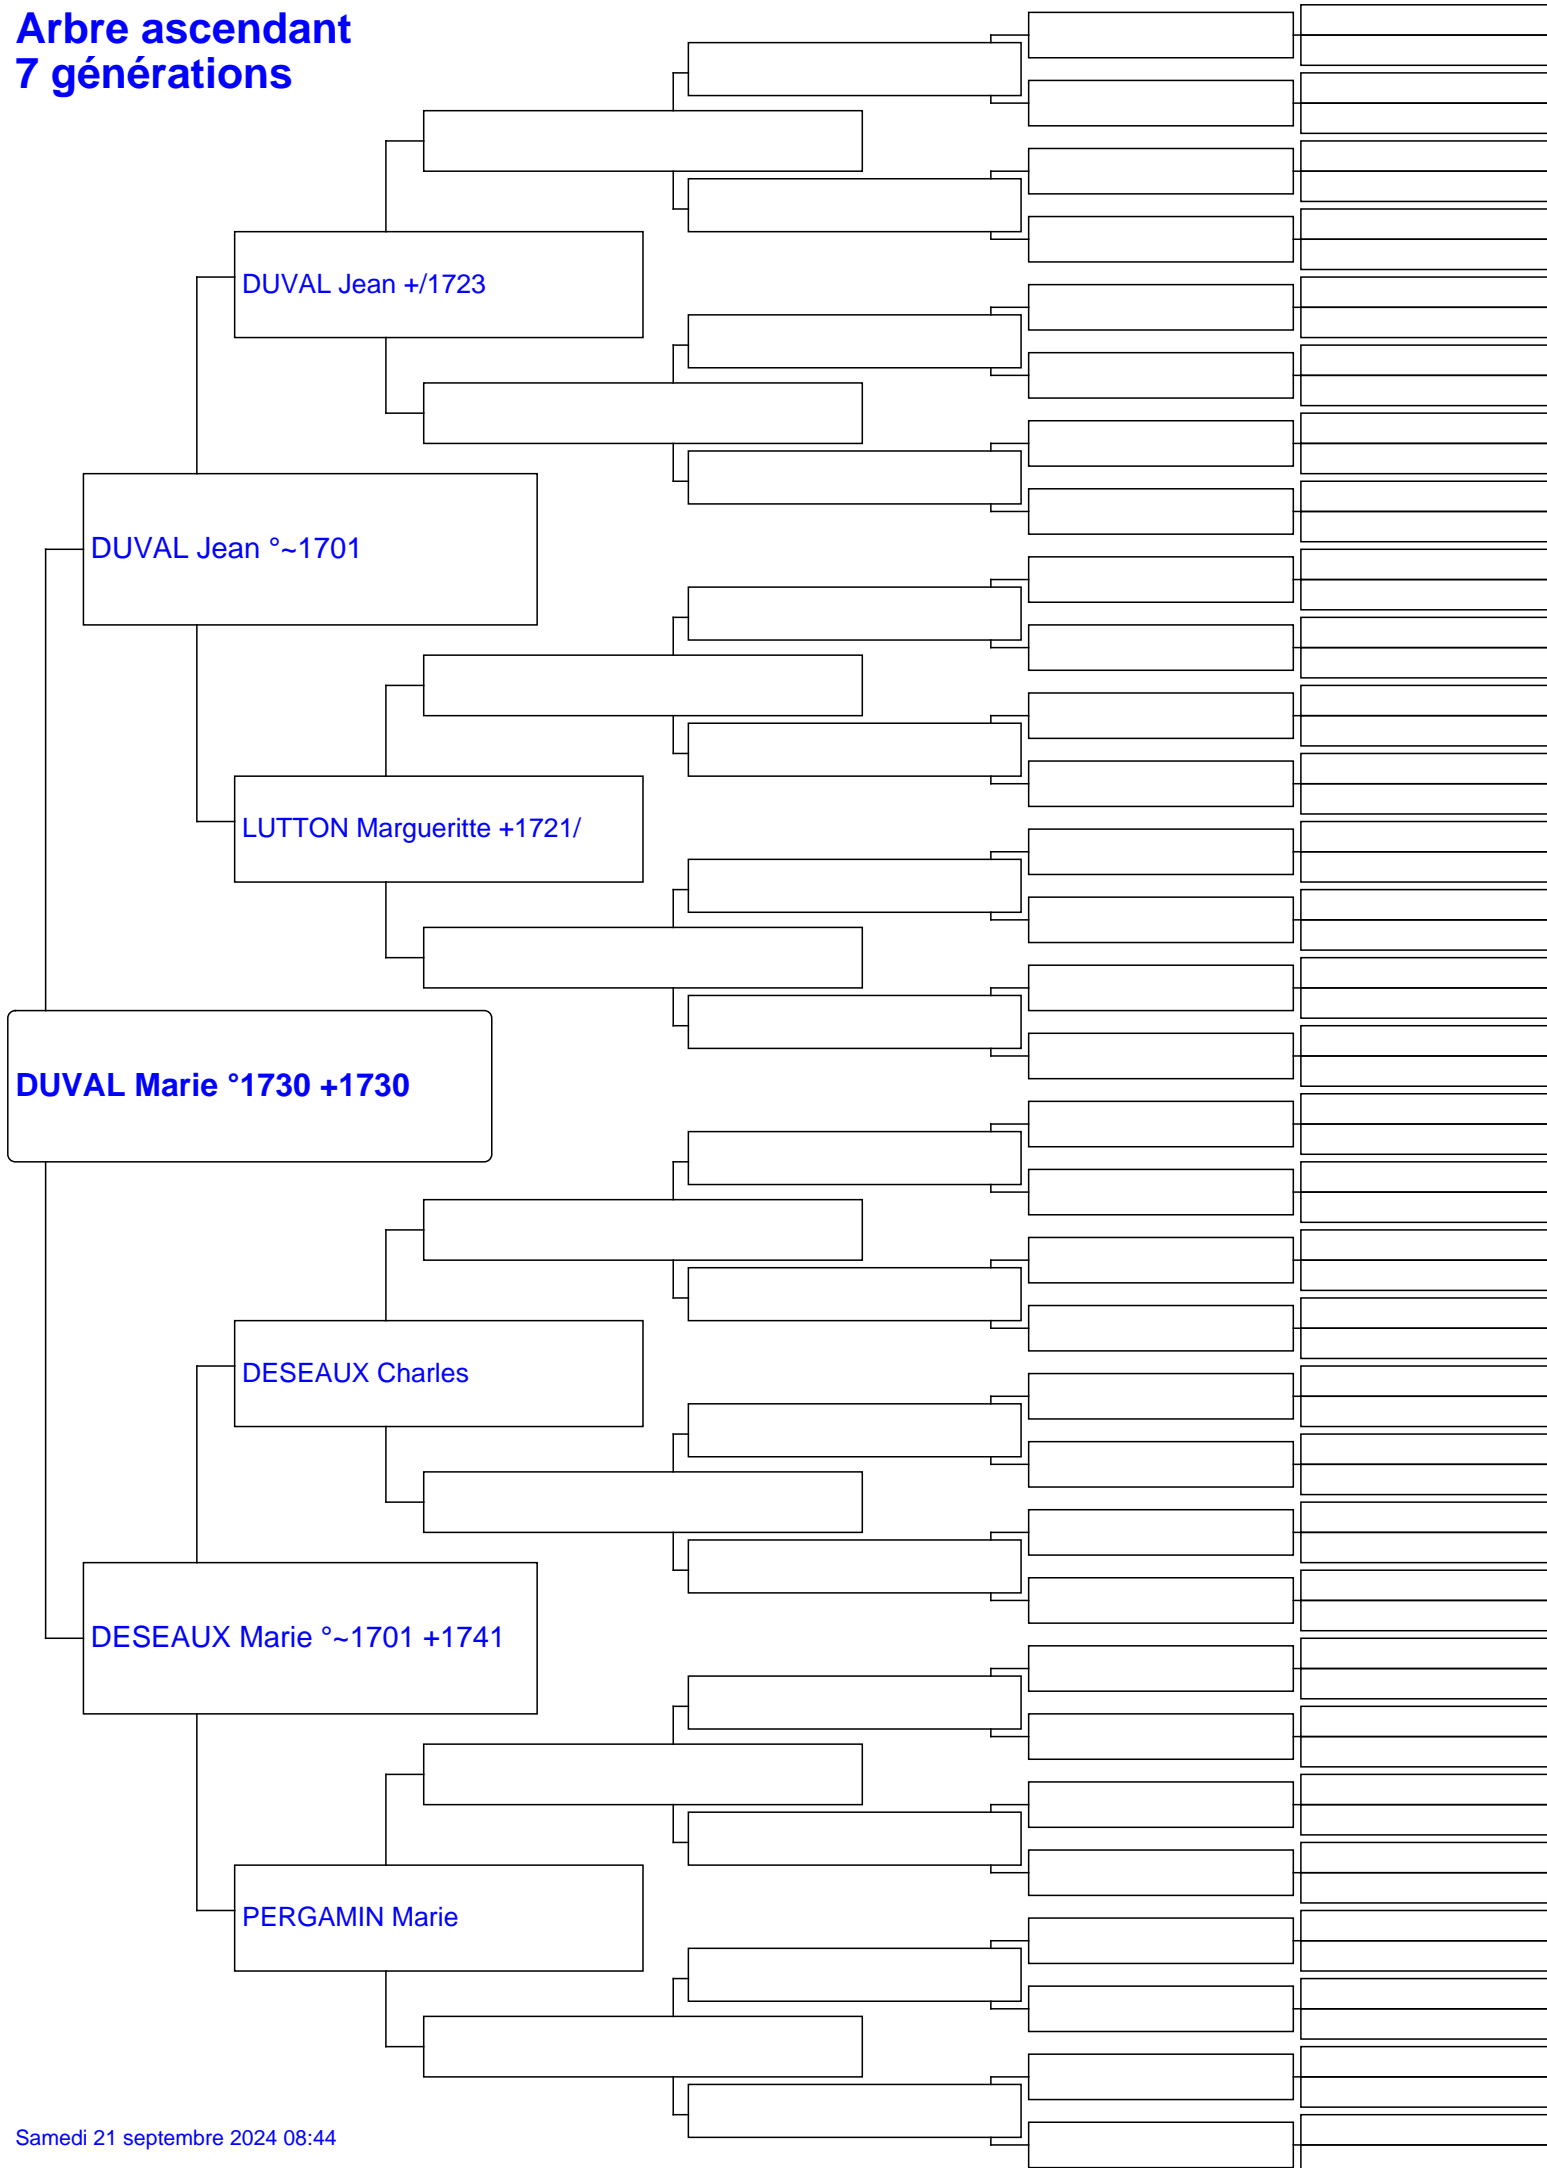 Arbre ascendant
7 générations
DUVAL Jean +/1723
DUVAL Jean °~1701
LUTTON Margueritte +1721/
DUVAL Marie °1730 +1730
DESEAUX Charles
DESEAUX Marie °~1701 +1741
PERGAMIN Marie
Samedi 21 septembre 2024 08:44